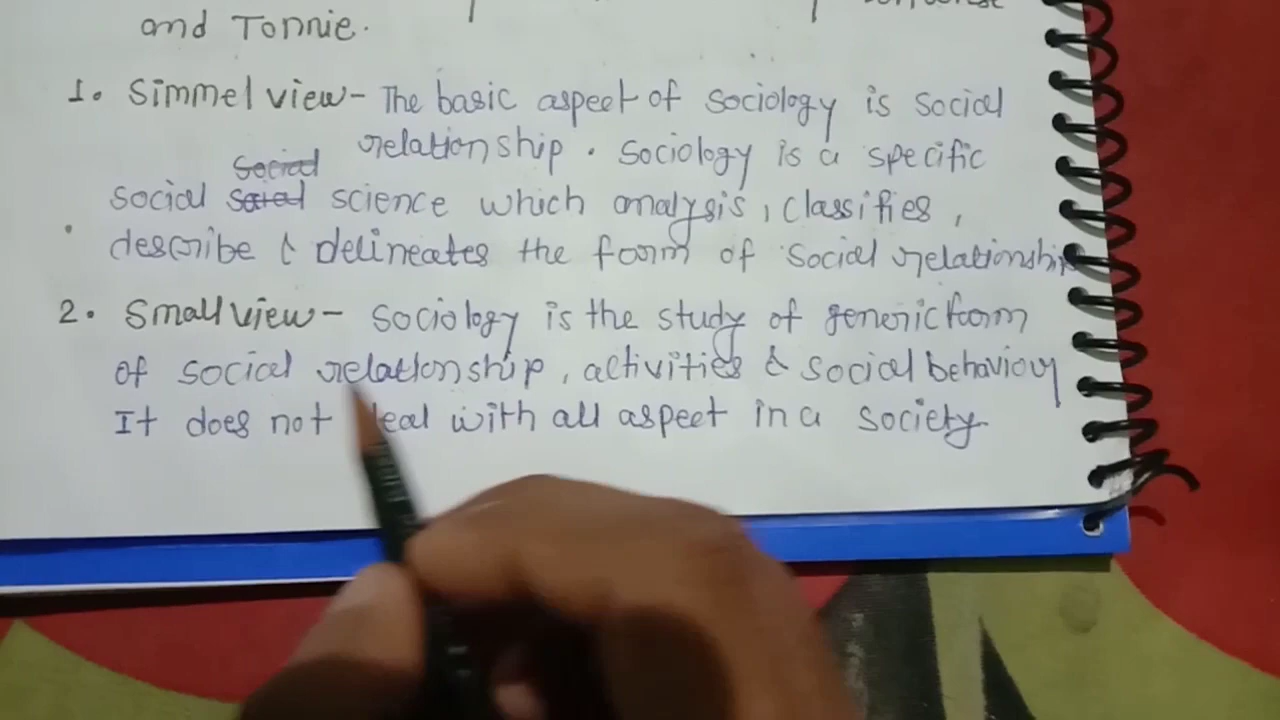 and Tonnie.
1. Simmel view - The basic aspect of sociology is social
relationship. Sociology is a specific
social science which analysis, classifies,
describe & delineates the form of social relationship
2. Small view - Sociology is the study of generic form
of social relationship, activities & social behaviour
It does not deal with all aspect in a society